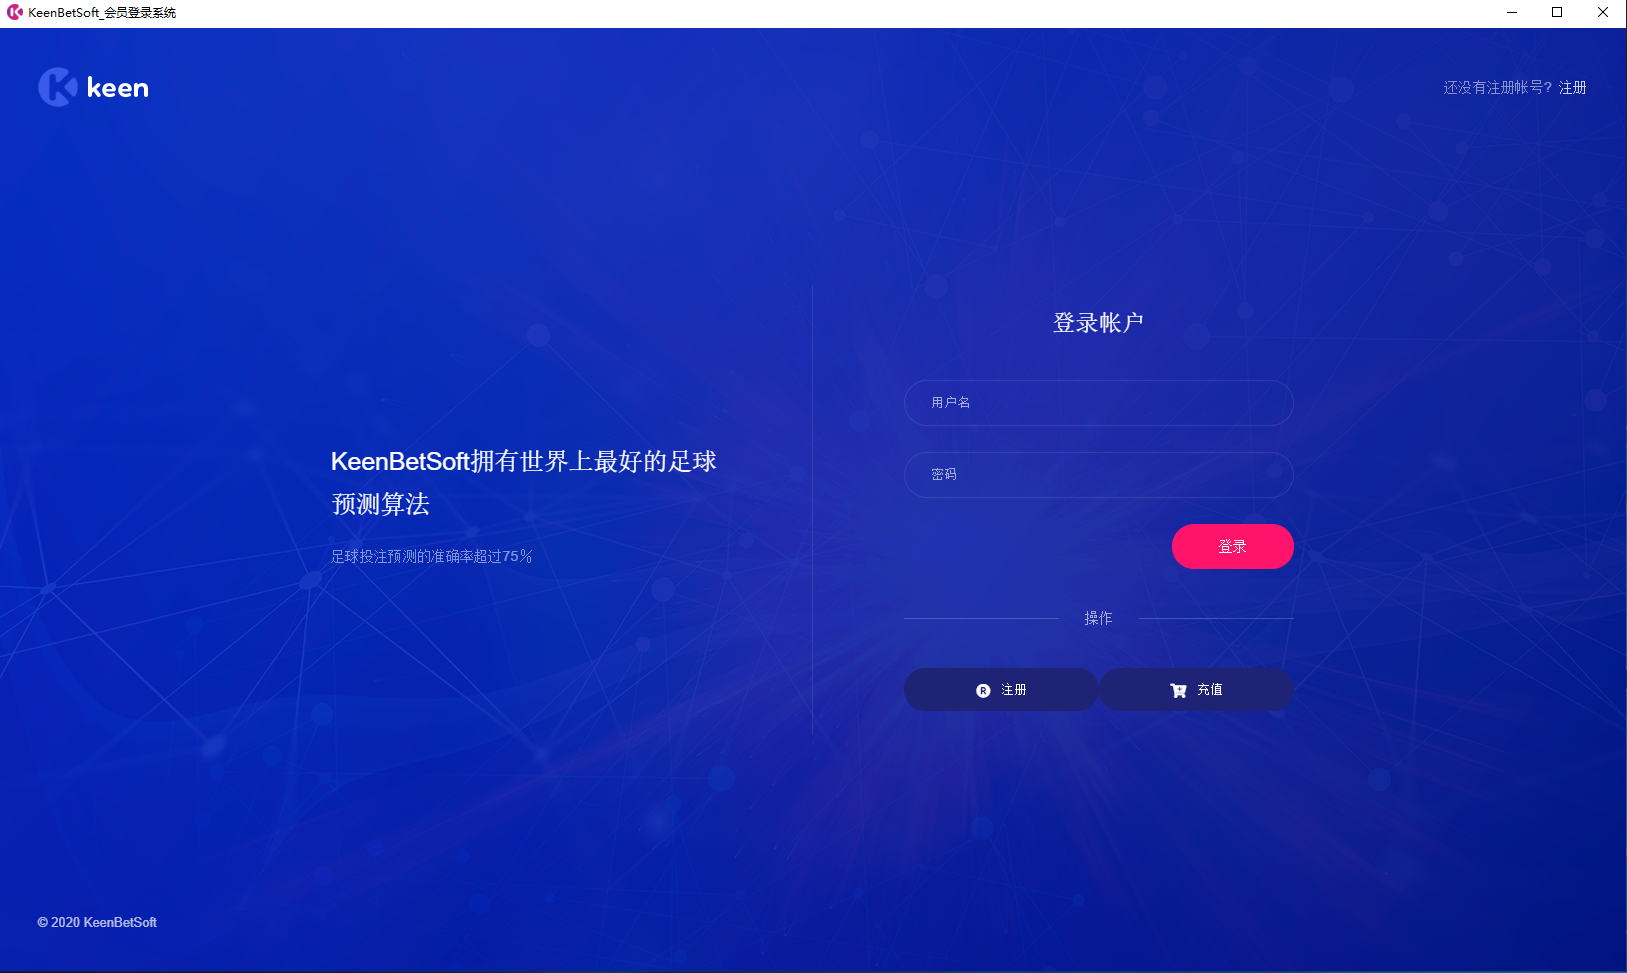 KeenBetSoft_会员登录系统
keen
还没有注册帐号? 注册
登录帐户
用户名
密码
登录
KeenBetSoft拥有世界上最好的足球
预测算法
足球投注预测的准确率超过75%
操作
注册
充值
© 2020 KeenBetSoft